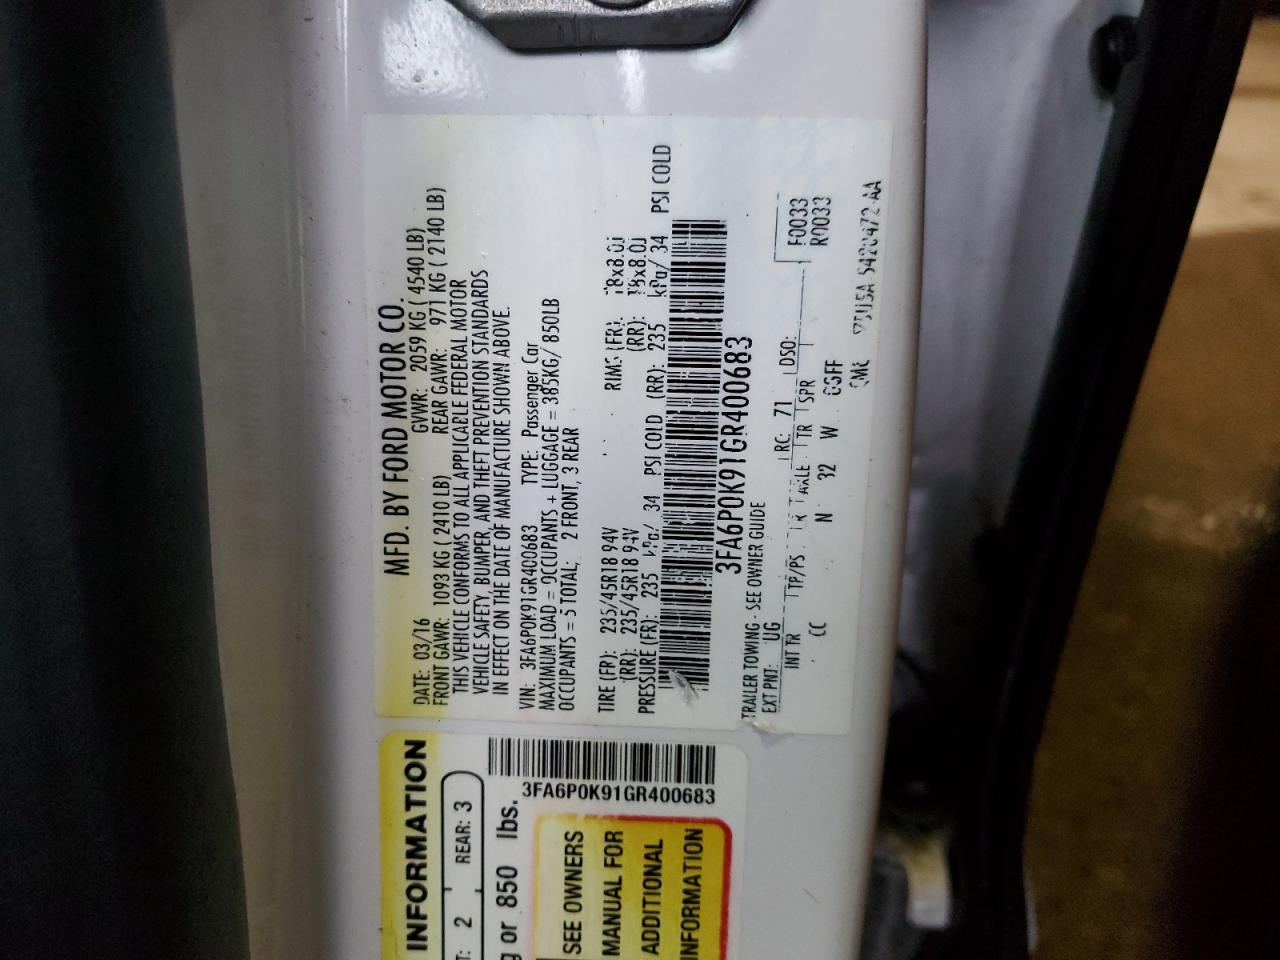 MFD. BY FORD MOTOR CO.
DATE: 03/16 GVWR: 2059 KG ( 4540 LB)
FRONT GAWR: 1093 KG ( 2410 LB) REAR GAWR: 971 KG ( 2140 LB)
THIS VEHICLE CONFORMS TO ALL APPLICABLE FEDERAL MOTOR
VEHICLE SAFETY, BUMPER, AND THEFT PREVENTION STANDARDS
IN EFFECT ON THE DATE OF MANUFACTURE SHOWN ABOVE.
VIN: 3FA6P0K91GR400683 TYPE: Passenger Car
MAXIMUM LOAD = OCCUPANTS + LUGGAGE = 385KG/ 850LB
OCCUPANTS = 5 TOTAL; 2 FRONT, 3 REAR
TIRE (FR): 235/45R18 94V RIMS (FR): 18x8.0J
(RR): 235/45R18 94V (RR): 18x8.0J
PRESSURE (FR): 235 kPa/ 34 PSI COLD (RR): 235 kPa/ 34 PSI COLD
3FA6P0K91GR400683
TRAILER TOWING - SEE OWNER GUIDE
EXT PNT: UG RC: 71 DSO: F0033
INT TR TP/PS R AXLE TR SPR R0033
CC N 32 W GGFF
INFORMATION
2 REAR: 3
or 850 lbs.
3FA6P0K91GR400683
SEE OWNERS
MANUAL FOR
ADDITIONAL
INFORMATION